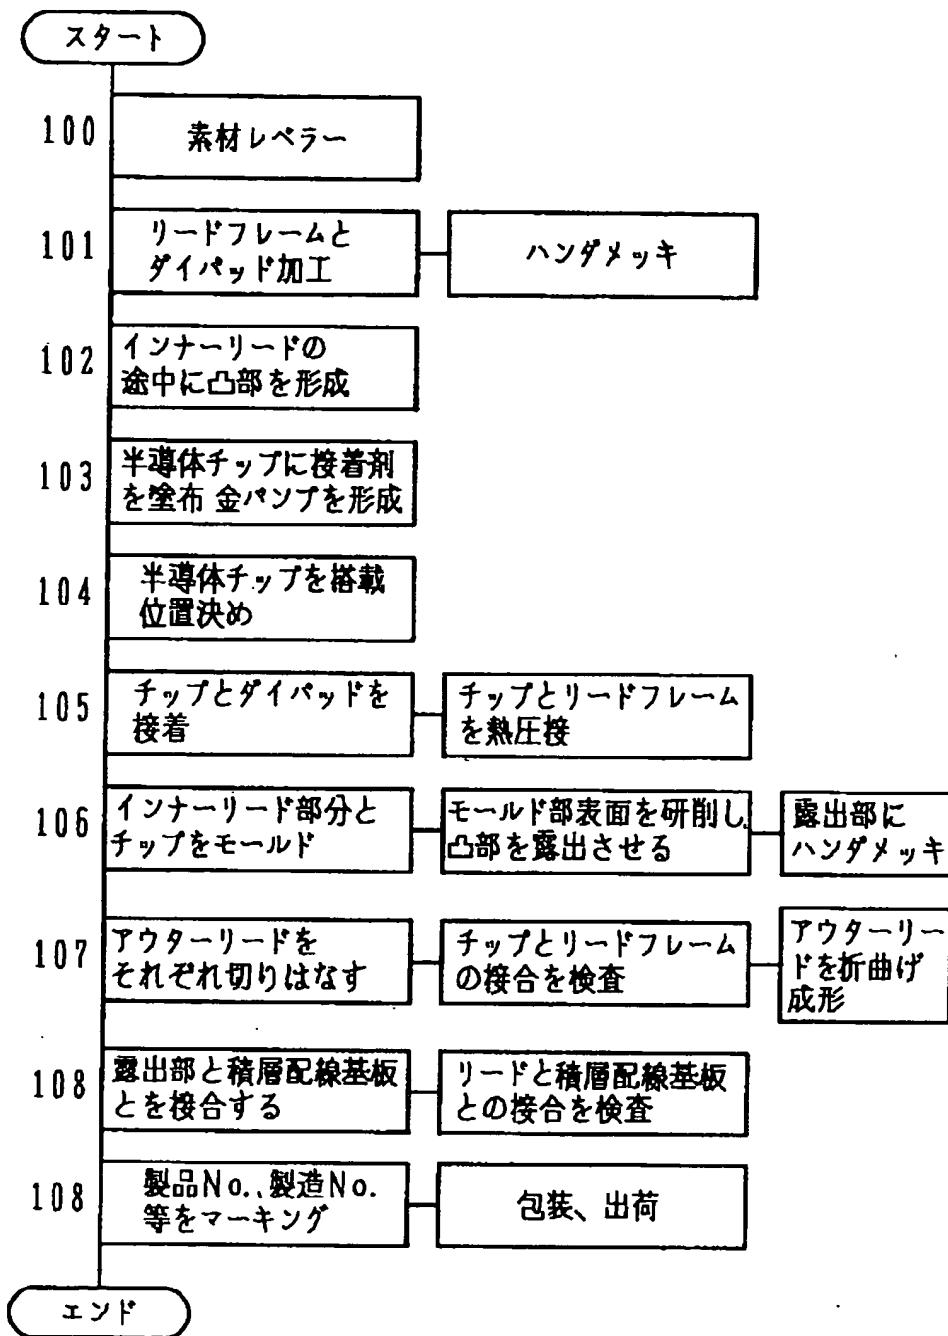 スタート
100
素材レベラー
101
リードフレームと
ダイパッド加工
ハンダメッキ
102
インナーリードの
途中に凸部を形成
103
半導体チップに接着剤
を塗布 金バンプを形成
104
半導体チップを搭載
位置決め
105
チップとダイパッドを
接着
チップとリードフレーム
を熱圧接
106
インナーリード部分と
チップをモールド
モールド部表面を研削し
凸部を露出させる
露出部に
ハンダメッキ
107
アウターリードを
それぞれ切りはなす
チップとリードフレーム
の接合を検査
アウターリー
ドを折曲げ
成形
108
露出部と積層配線基板
とを接合する
リードと積層配線基板
との接合を検査
108
製品No.､製造No.
等をマーキング
包装、出荷
エンド